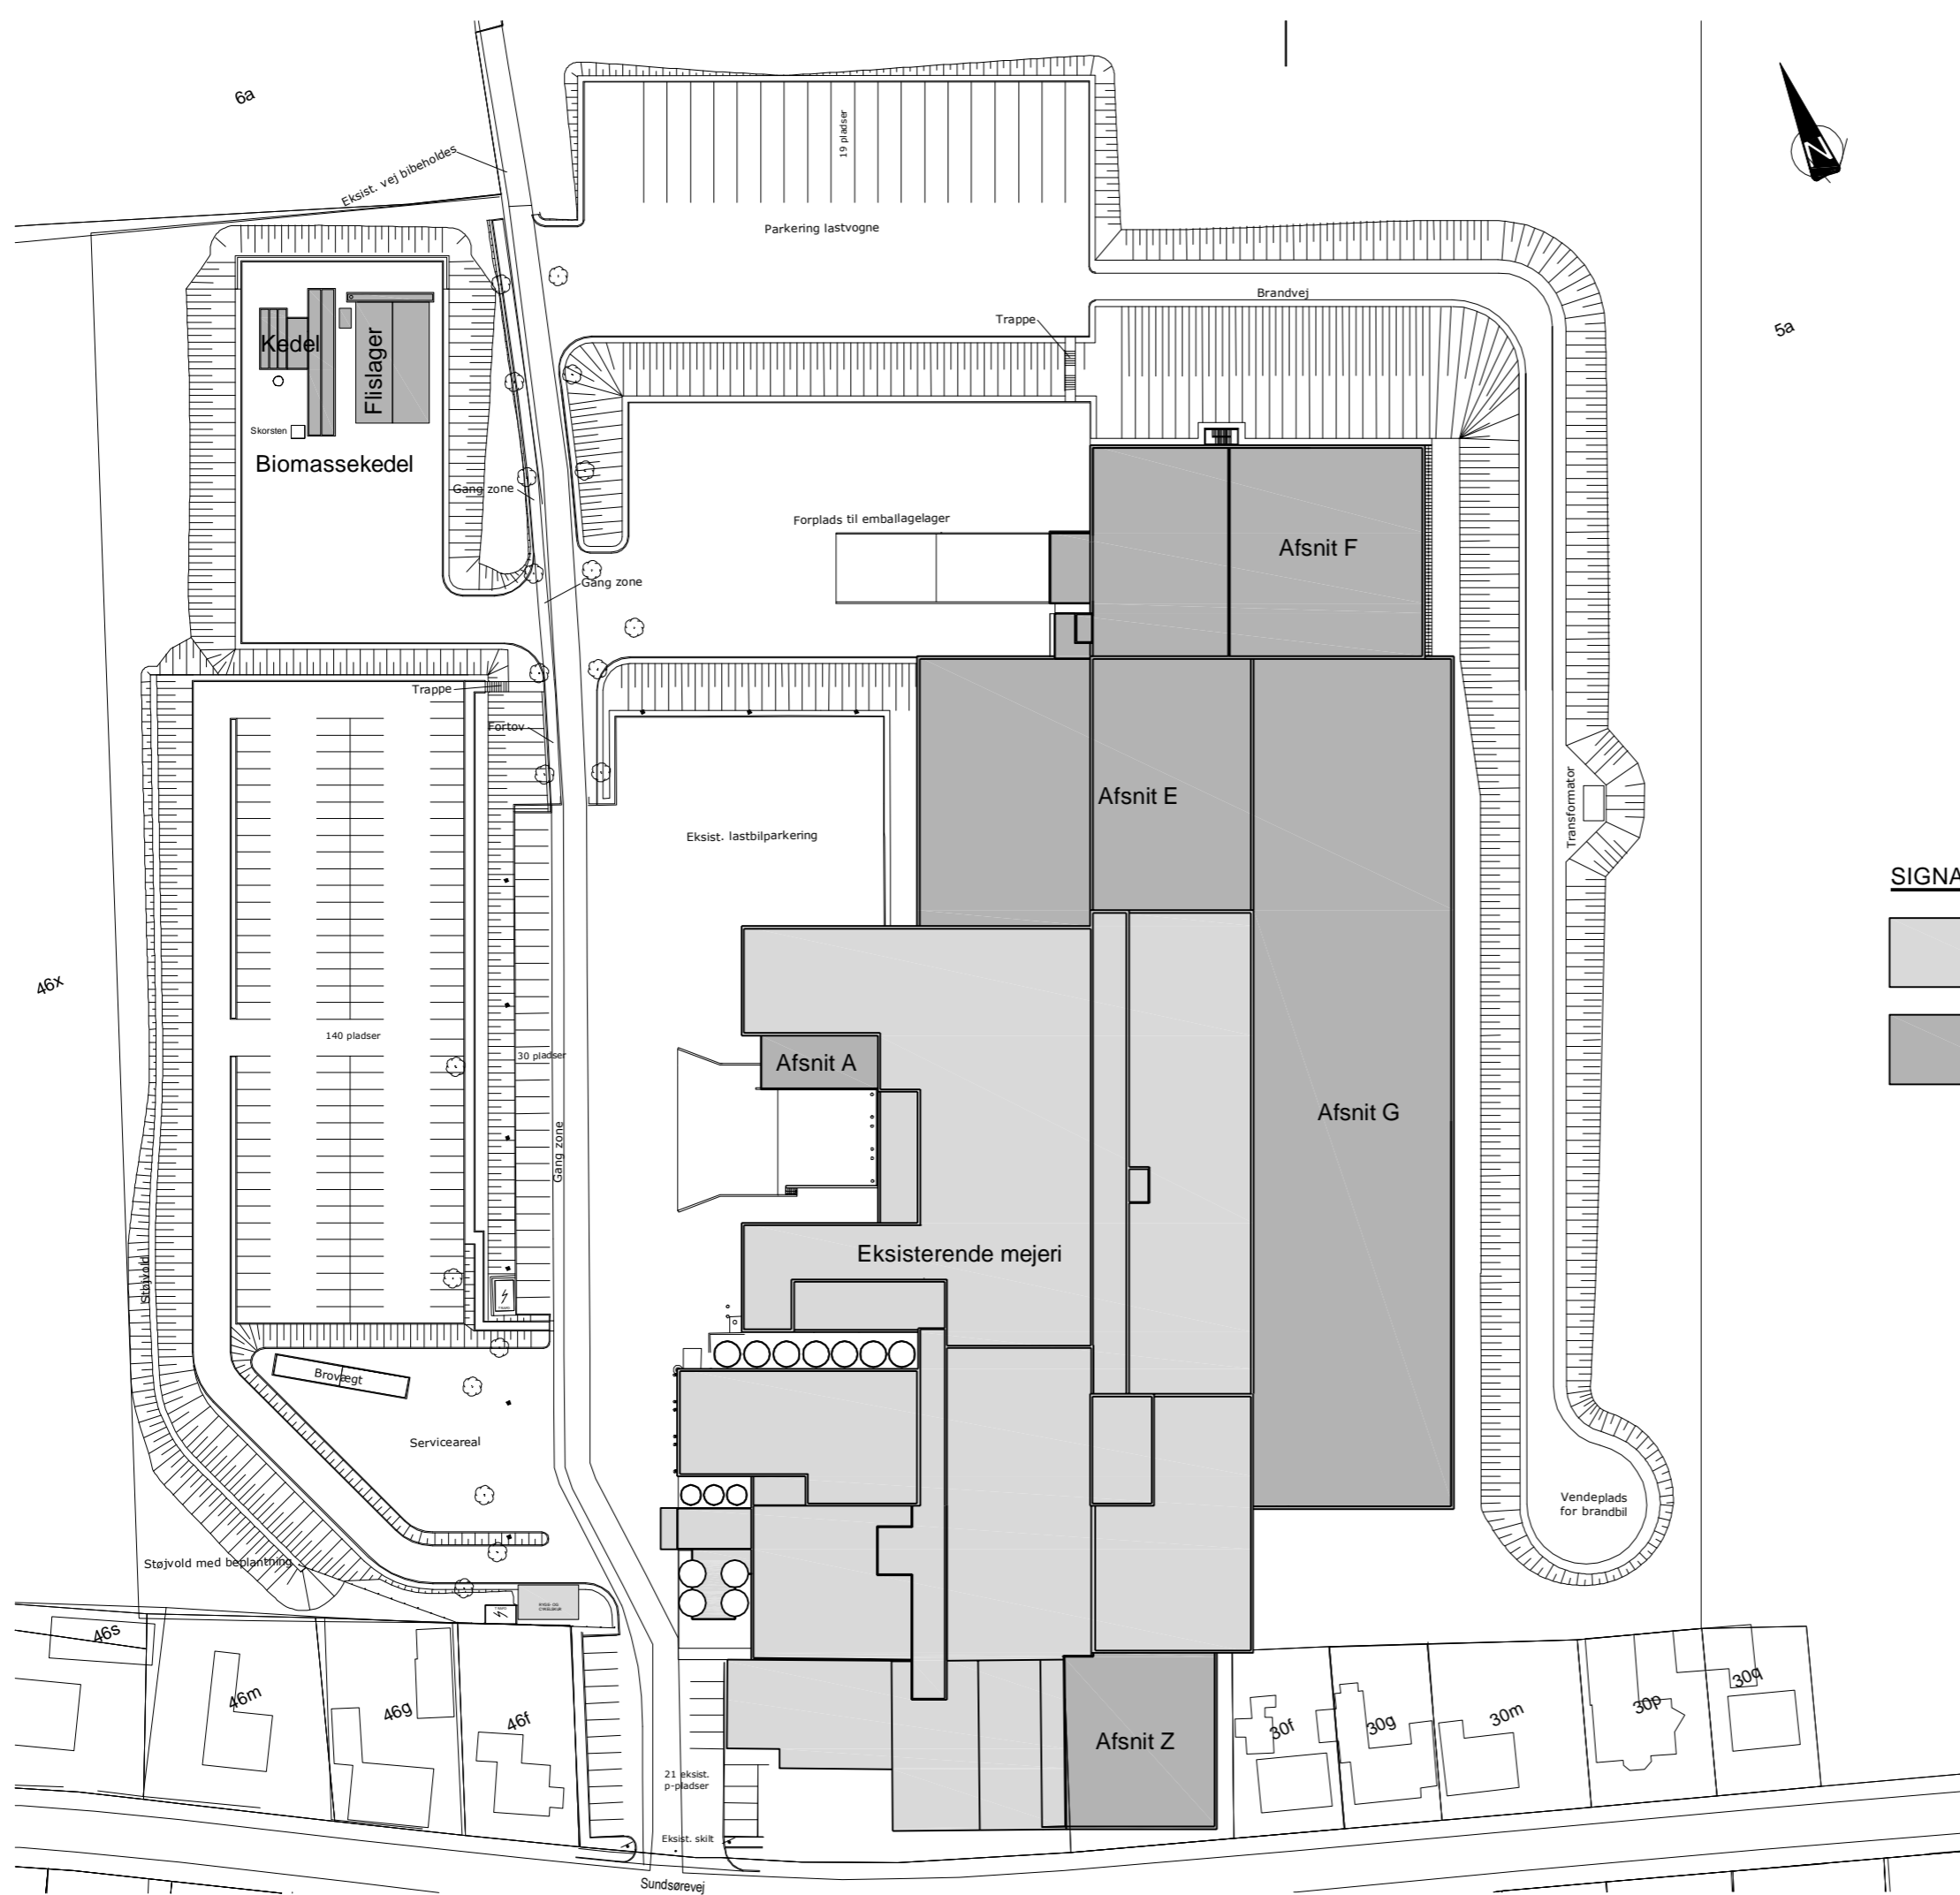 6a
Eksist. vej bibeholdes
19 pladser
Parkering lastvogne
N
Brandvej
5a
Trappe
Kedel
Flislager
Skorsten
Biomassekedel
Gang zone
Forplads til emballagelager
Afsnit F
Gang zone
Trappe
Fortov
Afsnit E
Transformator
Eksist. lastbilparkering
SIGNA
46x
140 pladser
30 pladser
Afsnit A
Afsnit G
Gang zone
Støjvold
Eksisterende mejeri
Brovægt
Serviceareal
Vendeplads
for brandbil
Støjvold med beplantning
46s
46m
46g
46f
30f
30g
30m
30p
30q
Afsnit Z
21 eksist.
p-pladser
Eksist. skilt
Sundsørevej